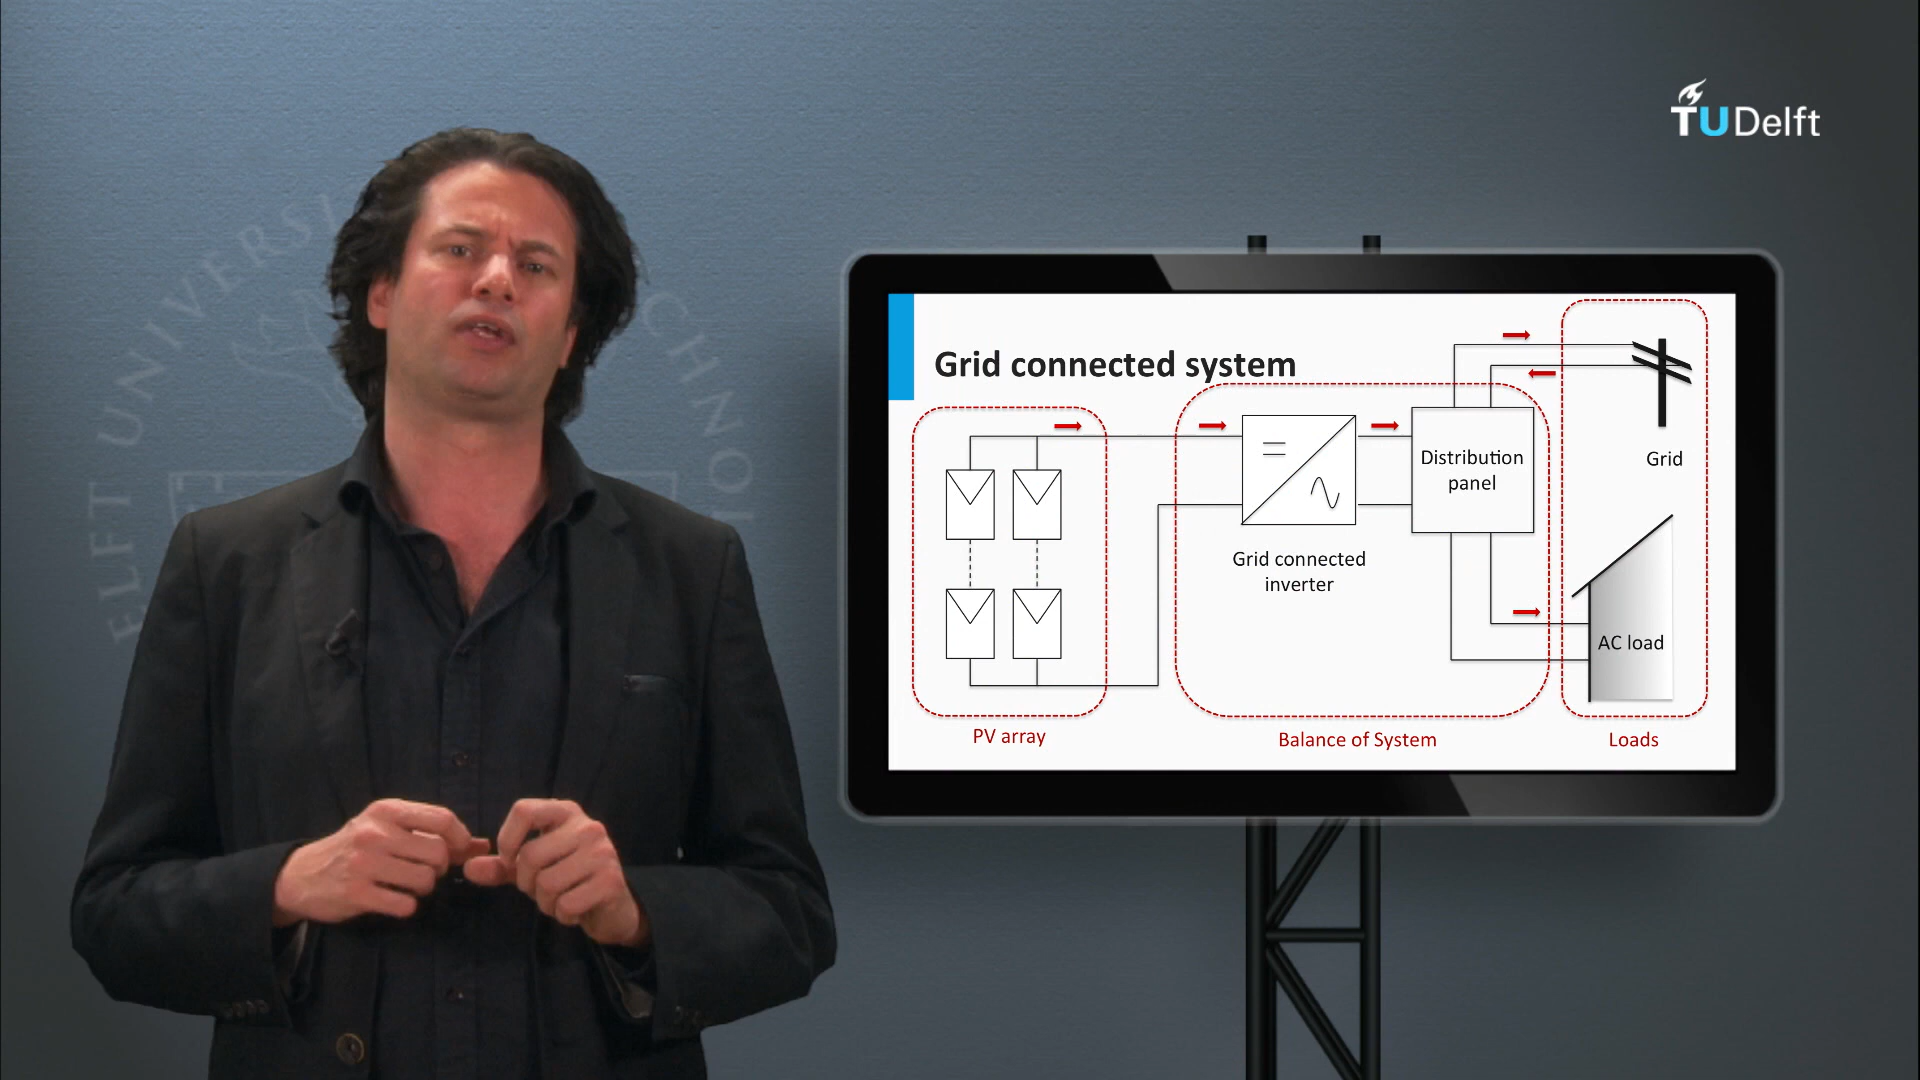 TUDelft
Grid connected system
Grid
Distribution
panel
Grid connected
inverter
AC load
PV array
Balance of System
Loads